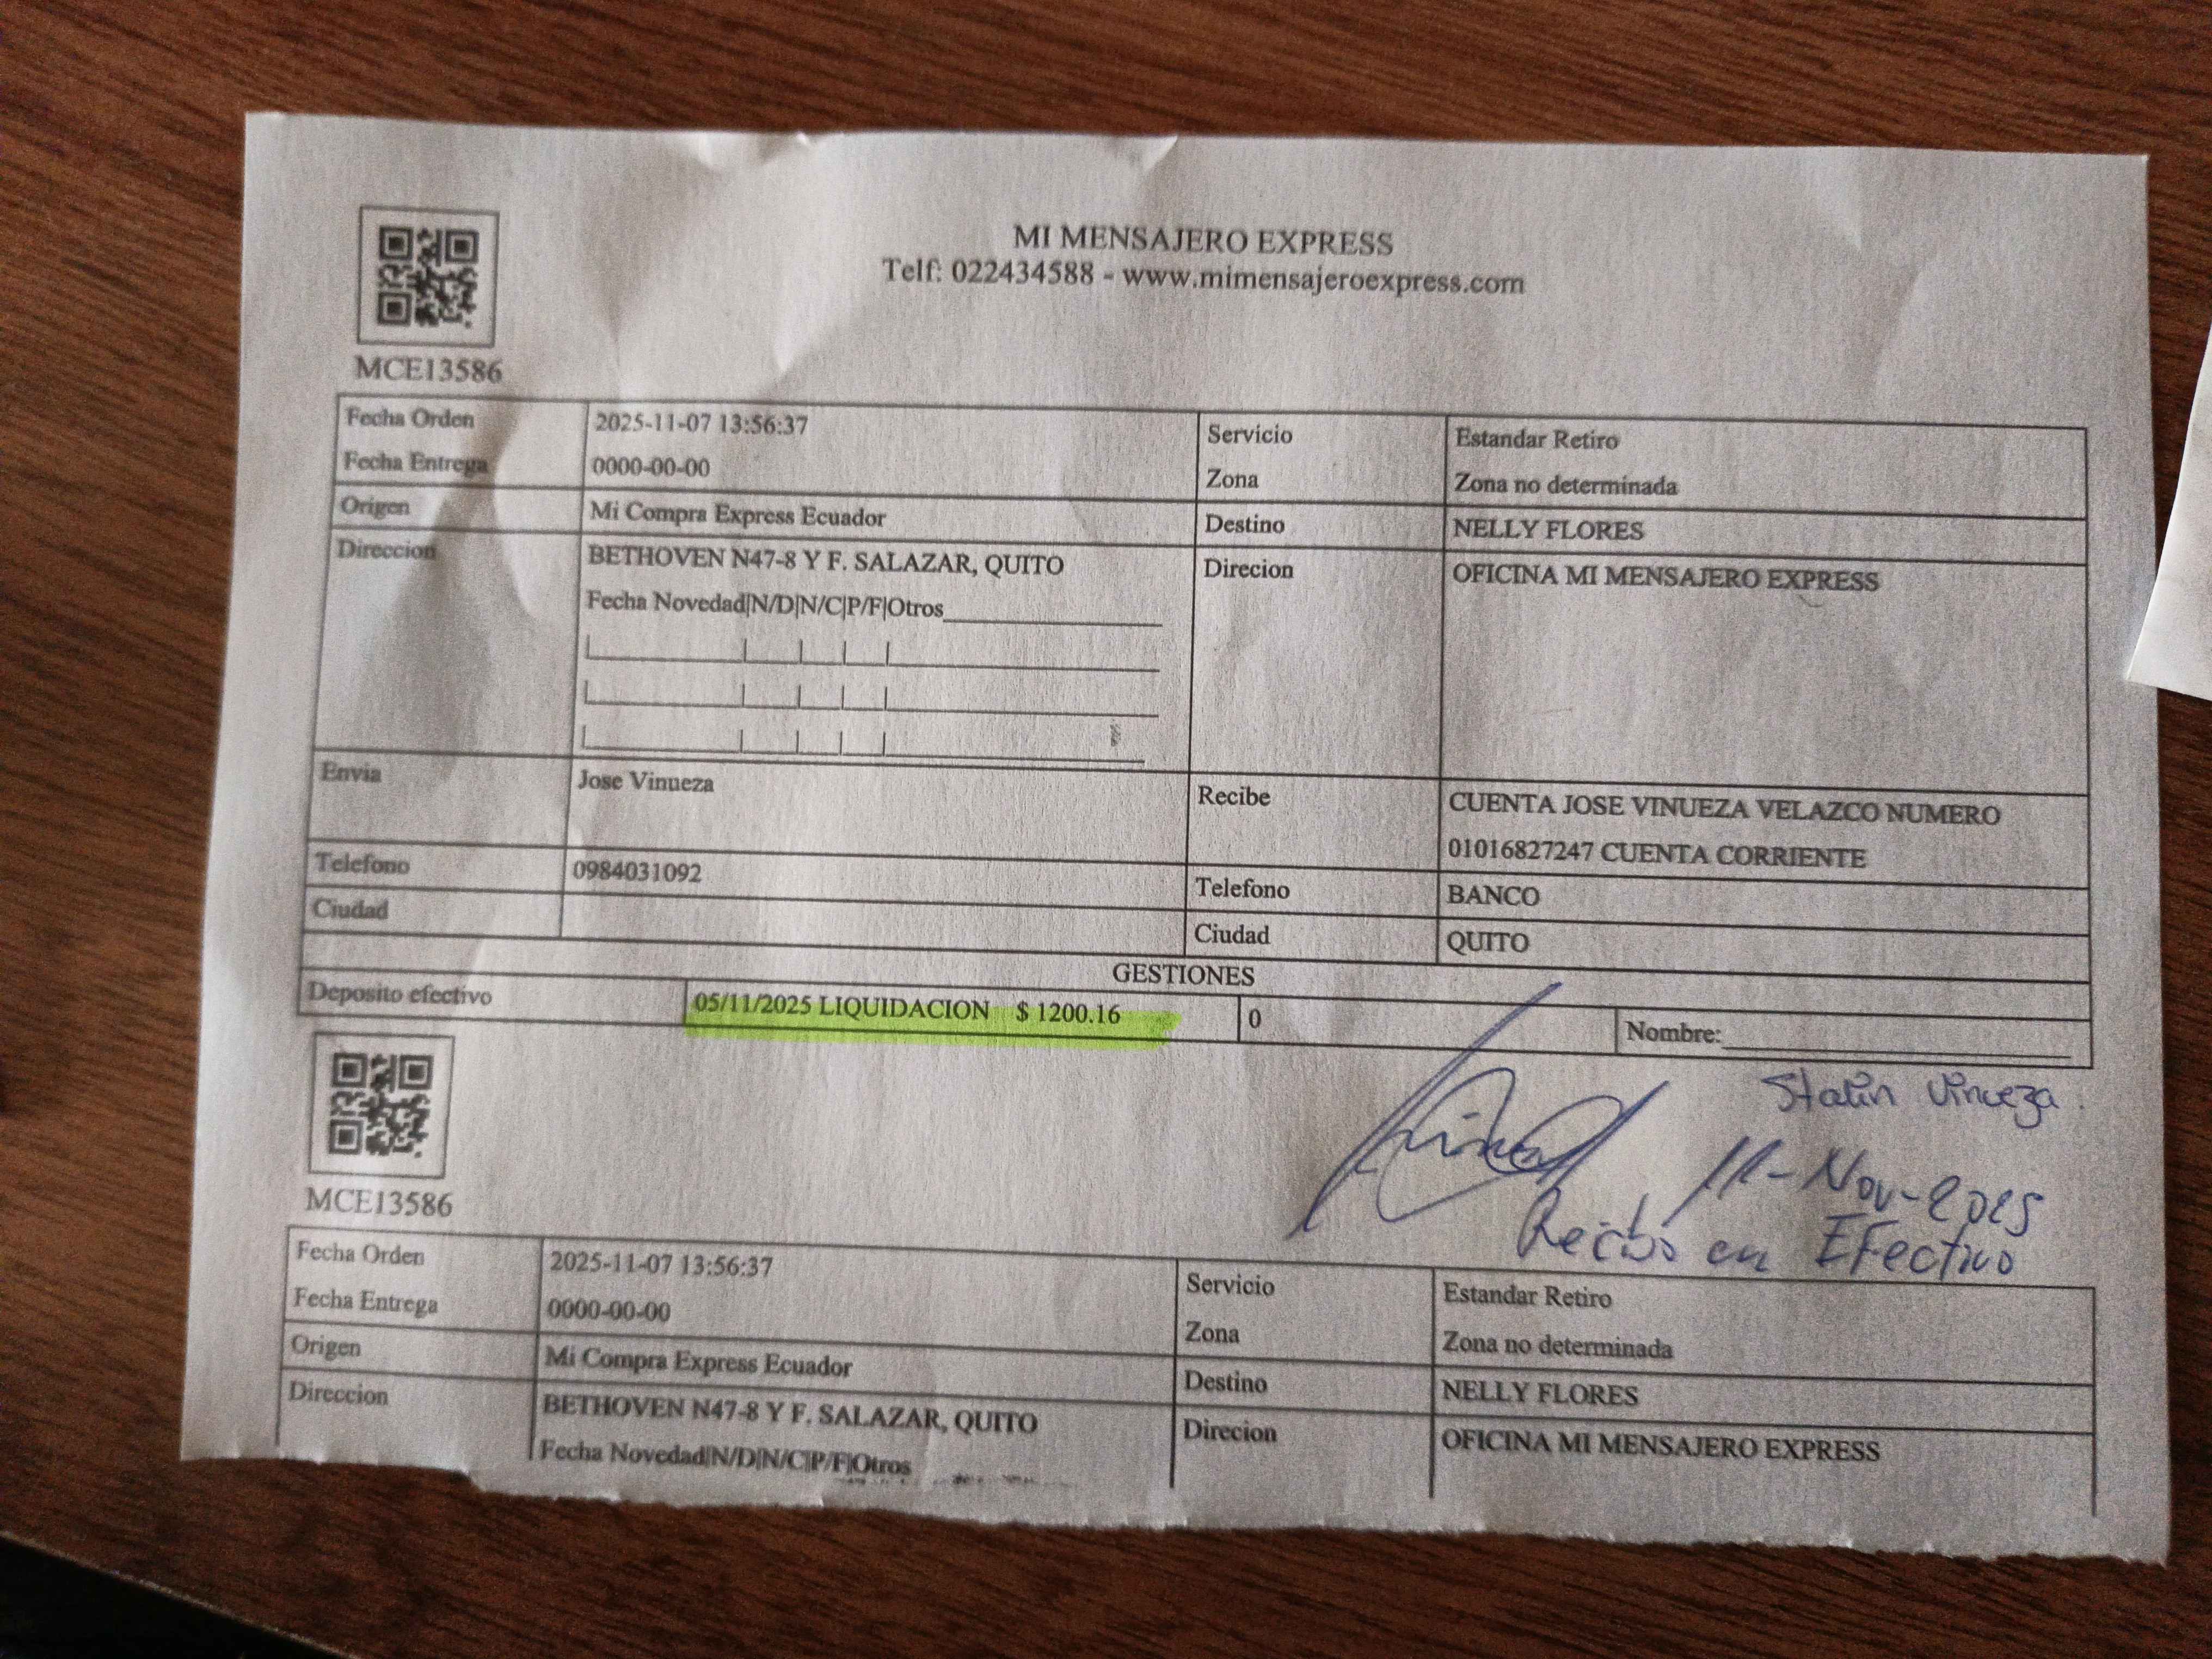 MI MENSAJERO EXPRESS
Telf: 022434588 - www.mimensajeroexpress.com
MCE13586
Fecha Orden 2025-11-07 13:56:37 Servicio Estandar Retiro
Fecha Entrega 0000-00-00 Zona Zona no determinada
Origen Mi Compra Express Ecuador Destino NELLY FLORES
Direccion BETHOVEN N47-8 Y F. SALAZAR, QUITO Direcion OFICINA MI MENSAJERO EXPRESS
Fecha Novedad|N/D|N/C|P/F|Otros
Envia Jose Vinueza Recibe CUENTA JOSE VINUEZA VELAZCO NUMERO
01016827247 CUENTA CORRIENTE
Telefono 0984031092 Telefono BANCO
Ciudad Ciudad QUITO
GESTIONES
Deposito efectivo 05/11/2025 LIQUIDACION $ 1200.16 0 Nombre:
Stalin Vinueza
11-Nov-2025
Recibo en EFectivo
MCE13586
Fecha Orden 2025-11-07 13:56:37 Servicio Estandar Retiro
Fecha Entrega 0000-00-00 Zona Zona no determinada
Origen Mi Compra Express Ecuador Destino NELLY FLORES
Direccion BETHOVEN N47-8 Y F. SALAZAR, QUITO Direcion OFICINA MI MENSAJERO EXPRESS
Fecha Novedad|N/D|N/C|P/F|Otros